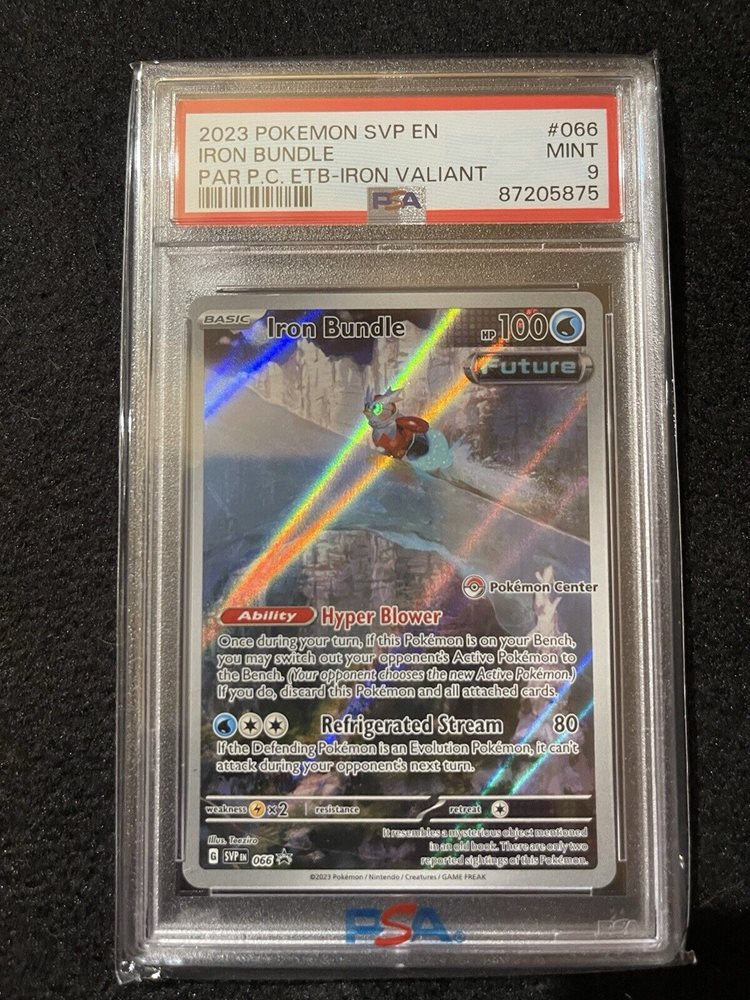 2023 POKEMON SVP EN #066
IRON BUNDLE MINT
PAR P.C. ETB-IRON VALIANT 9
PSA 87205875
BASIC Iron Bundle HP 100
Future
Pokémon Center
Ability Hyper Blower
Once during your turn, if this Pokémon is on your Bench,
you may switch out your opponent's Active Pokémon to
the Bench. (Your opponent chooses the new Active Pokémon.)
If you do, discard this Pokémon and all attached cards.
Refrigerated Stream 80
If the Defending Pokémon is an Evolution Pokémon, it can't
attack during your opponent's next turn.
weakness ×2 resistance retreat
It resembles a mysterious object mentioned
in an old book. There are only two
reported sightings of this Pokémon.
Illus. Teeziro
G SVP EN 066
©2023 Pokémon / Nintendo / Creatures / GAME FREAK
PSA